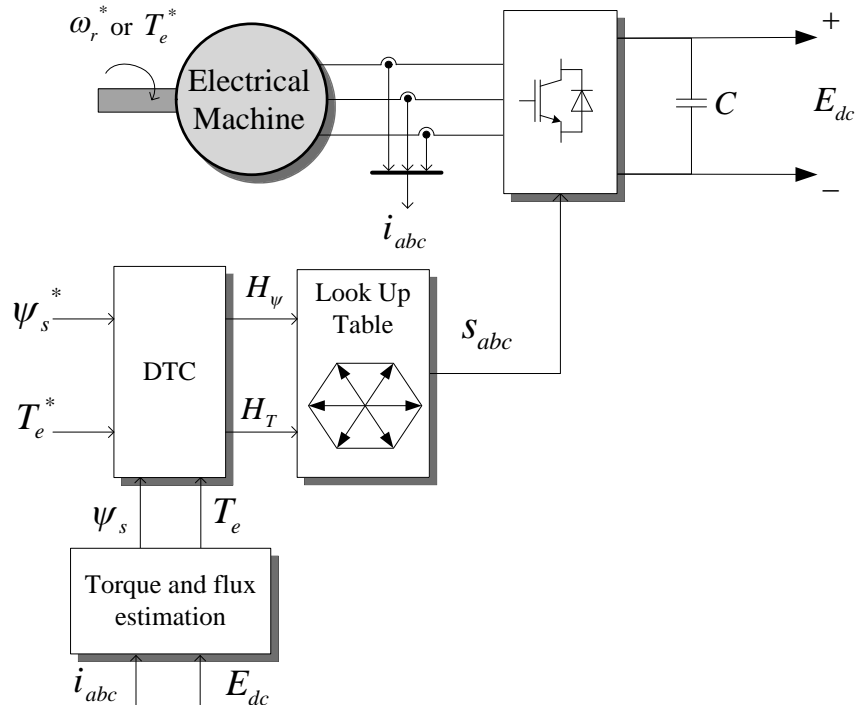 ω_r^* or T_e^*
Electrical
Machine
+
C
E_dc
−
i_abc
ψ_s^*
H_ψ
Look Up
Table
s_abc
DTC
T_e^*
H_T
ψ_s
T_e
Torque and flux
estimation
i_abc
E_dc